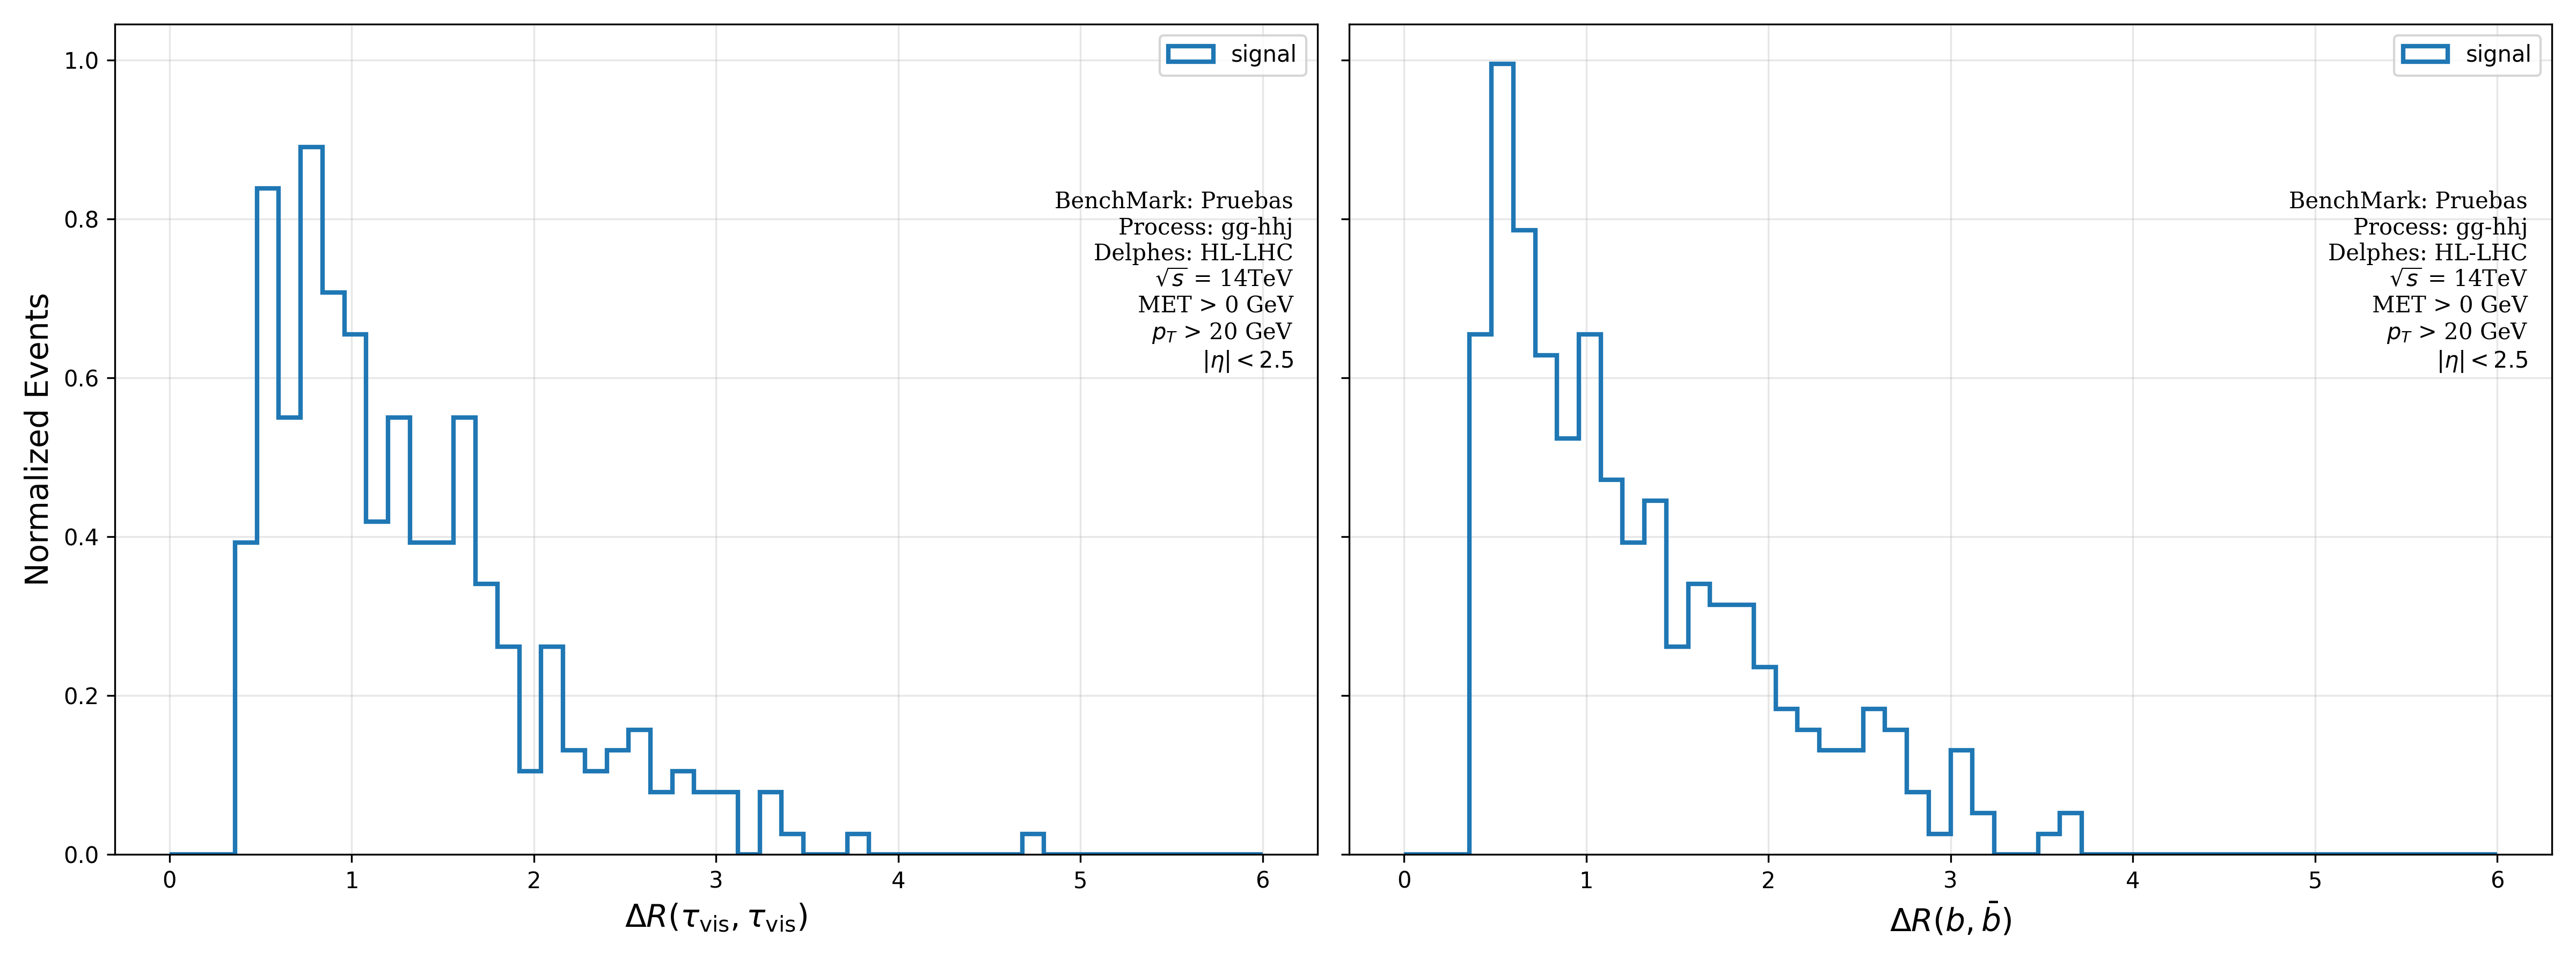 Normalized Events
1.0
0.8
0.6
0.4
0.2
0.0
signal
BenchMark: Pruebas
Process: gg-hhj
Delphes: HL-LHC
√s = 14TeV
MET > 0 GeV
p_T > 20 GeV
|η| < 2.5
0 1 2 3 4 5 6
ΔR(τ_vis, τ_vis)
signal
BenchMark: Pruebas
Process: gg-hhj
Delphes: HL-LHC
√s = 14TeV
MET > 0 GeV
p_T > 20 GeV
|η| < 2.5
0 1 2 3 4 5 6
ΔR(b, b̄)